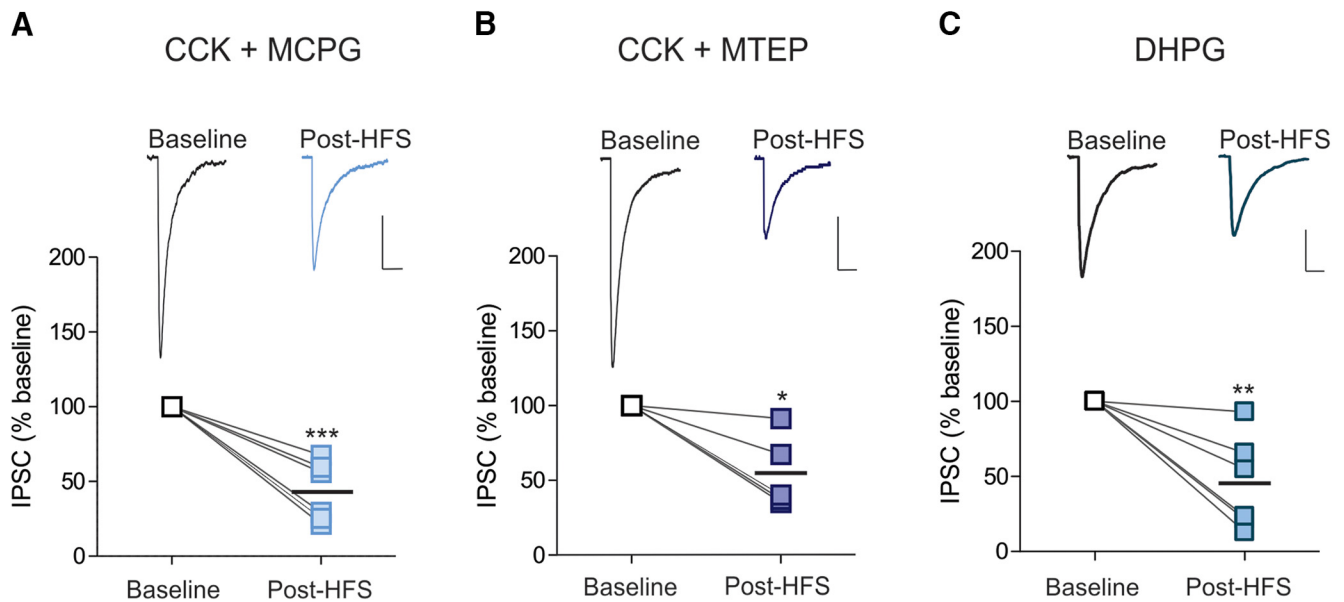 A
CCK + MCPG
Baseline
Post-HFS
200
150
100
50
0
IPSC (% baseline)
***
Baseline
Post-HFS
B
CCK + MTEP
Baseline
Post-HFS
200
150
100
50
0
IPSC (% baseline)
*
Baseline
Post-HFS
C
DHPG
Baseline
Post-HFS
200
150
100
50
0
IPSC (% baseline)
**
Baseline
Post-HFS